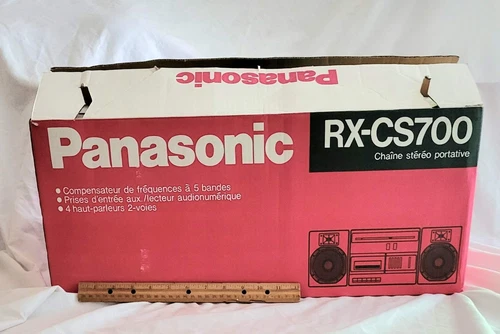 Panasonic
Panasonic
RX-CS700
Chaîne stéréo portative
• Compensateur de fréquences à 5 bandes
• Prises d'entrée aux /lecteur audionumérique
• 4 haut-parleurs 2-voies